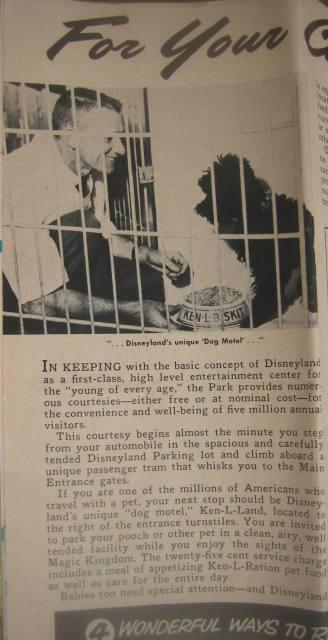 For Your
KEN-L-BISKIT
". . . Disneyland's unique 'Dog Motel' . . ."
IN KEEPING with the basic concept of Disneyland
as a first-class, high level entertainment center for
the "young of every age," the Park provides numer-
ous courtesies—either free or at nominal cost—for
the convenience and well-being of five million annual
visitors.
This courtesy begins almost the minute you step
from your automobile in the spacious and carefully
tended Disneyland Parking lot and climb aboard a
unique passenger tram that whisks you to the Main
Entrance gates.
If you are one of the millions of Americans who
travel with a pet, your next stop should be Disney-
land's unique "dog motel," Ken-L-Land, located to
the right of the entrance turnstiles. You are invited
to park your pooch or other pet in a clean, airy, well
tended facility while you enjoy the sights of the
Magic Kingdom. The twenty-five cent service charge
includes a meal of appetizing Ken-L-Ration pet food
as well as care for the entire day.
Babies too need special attention—and Disneyland
4 WONDERFUL WAYS TO